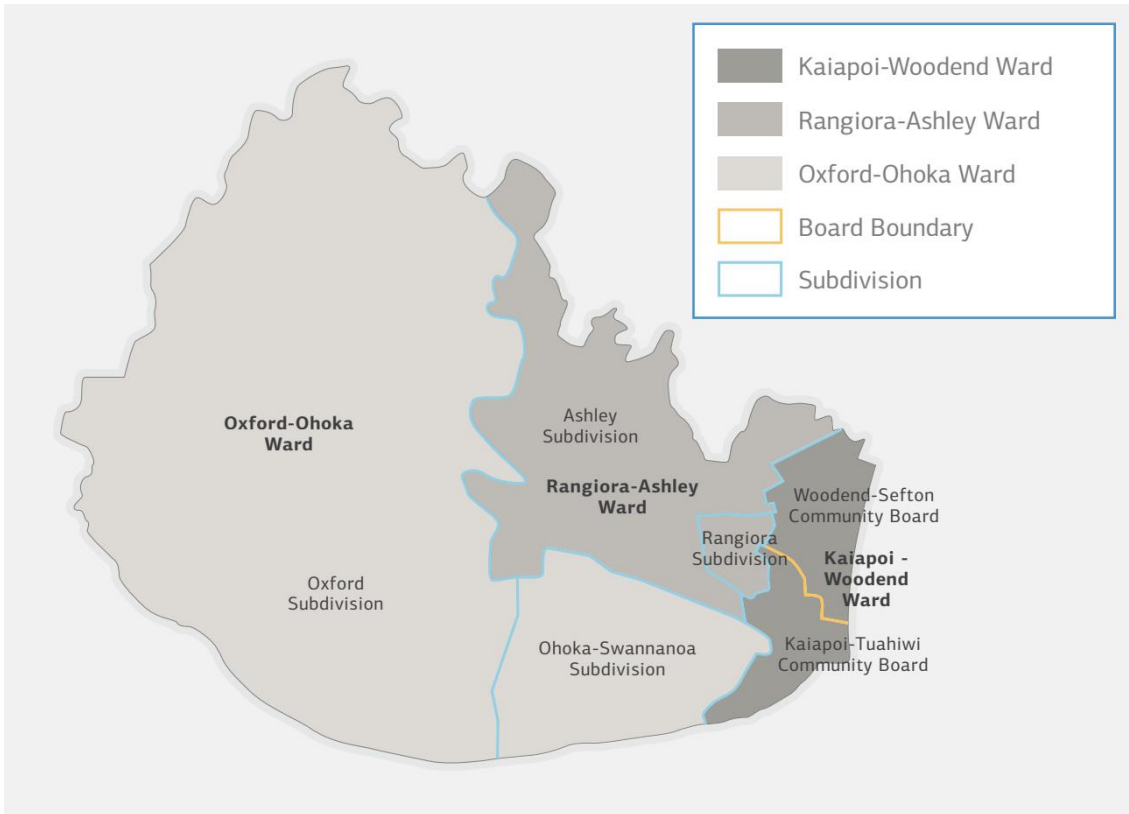 Kaiapoi-Woodend Ward
Rangiora-Ashley Ward
Oxford-Ohoka Ward
Board Boundary
Subdivision
Oxford-Ohoka
Ward
Ashley
Subdivision
Rangiora-Ashley
Ward
Woodend-Sefton
Community Board
Rangiora
Subdivision
Kaiapoi -
Woodend
Ward
Oxford
Subdivision
Ohoka-Swannanoa
Subdivision
Kaiapoi-Tuahiwi
Community Board